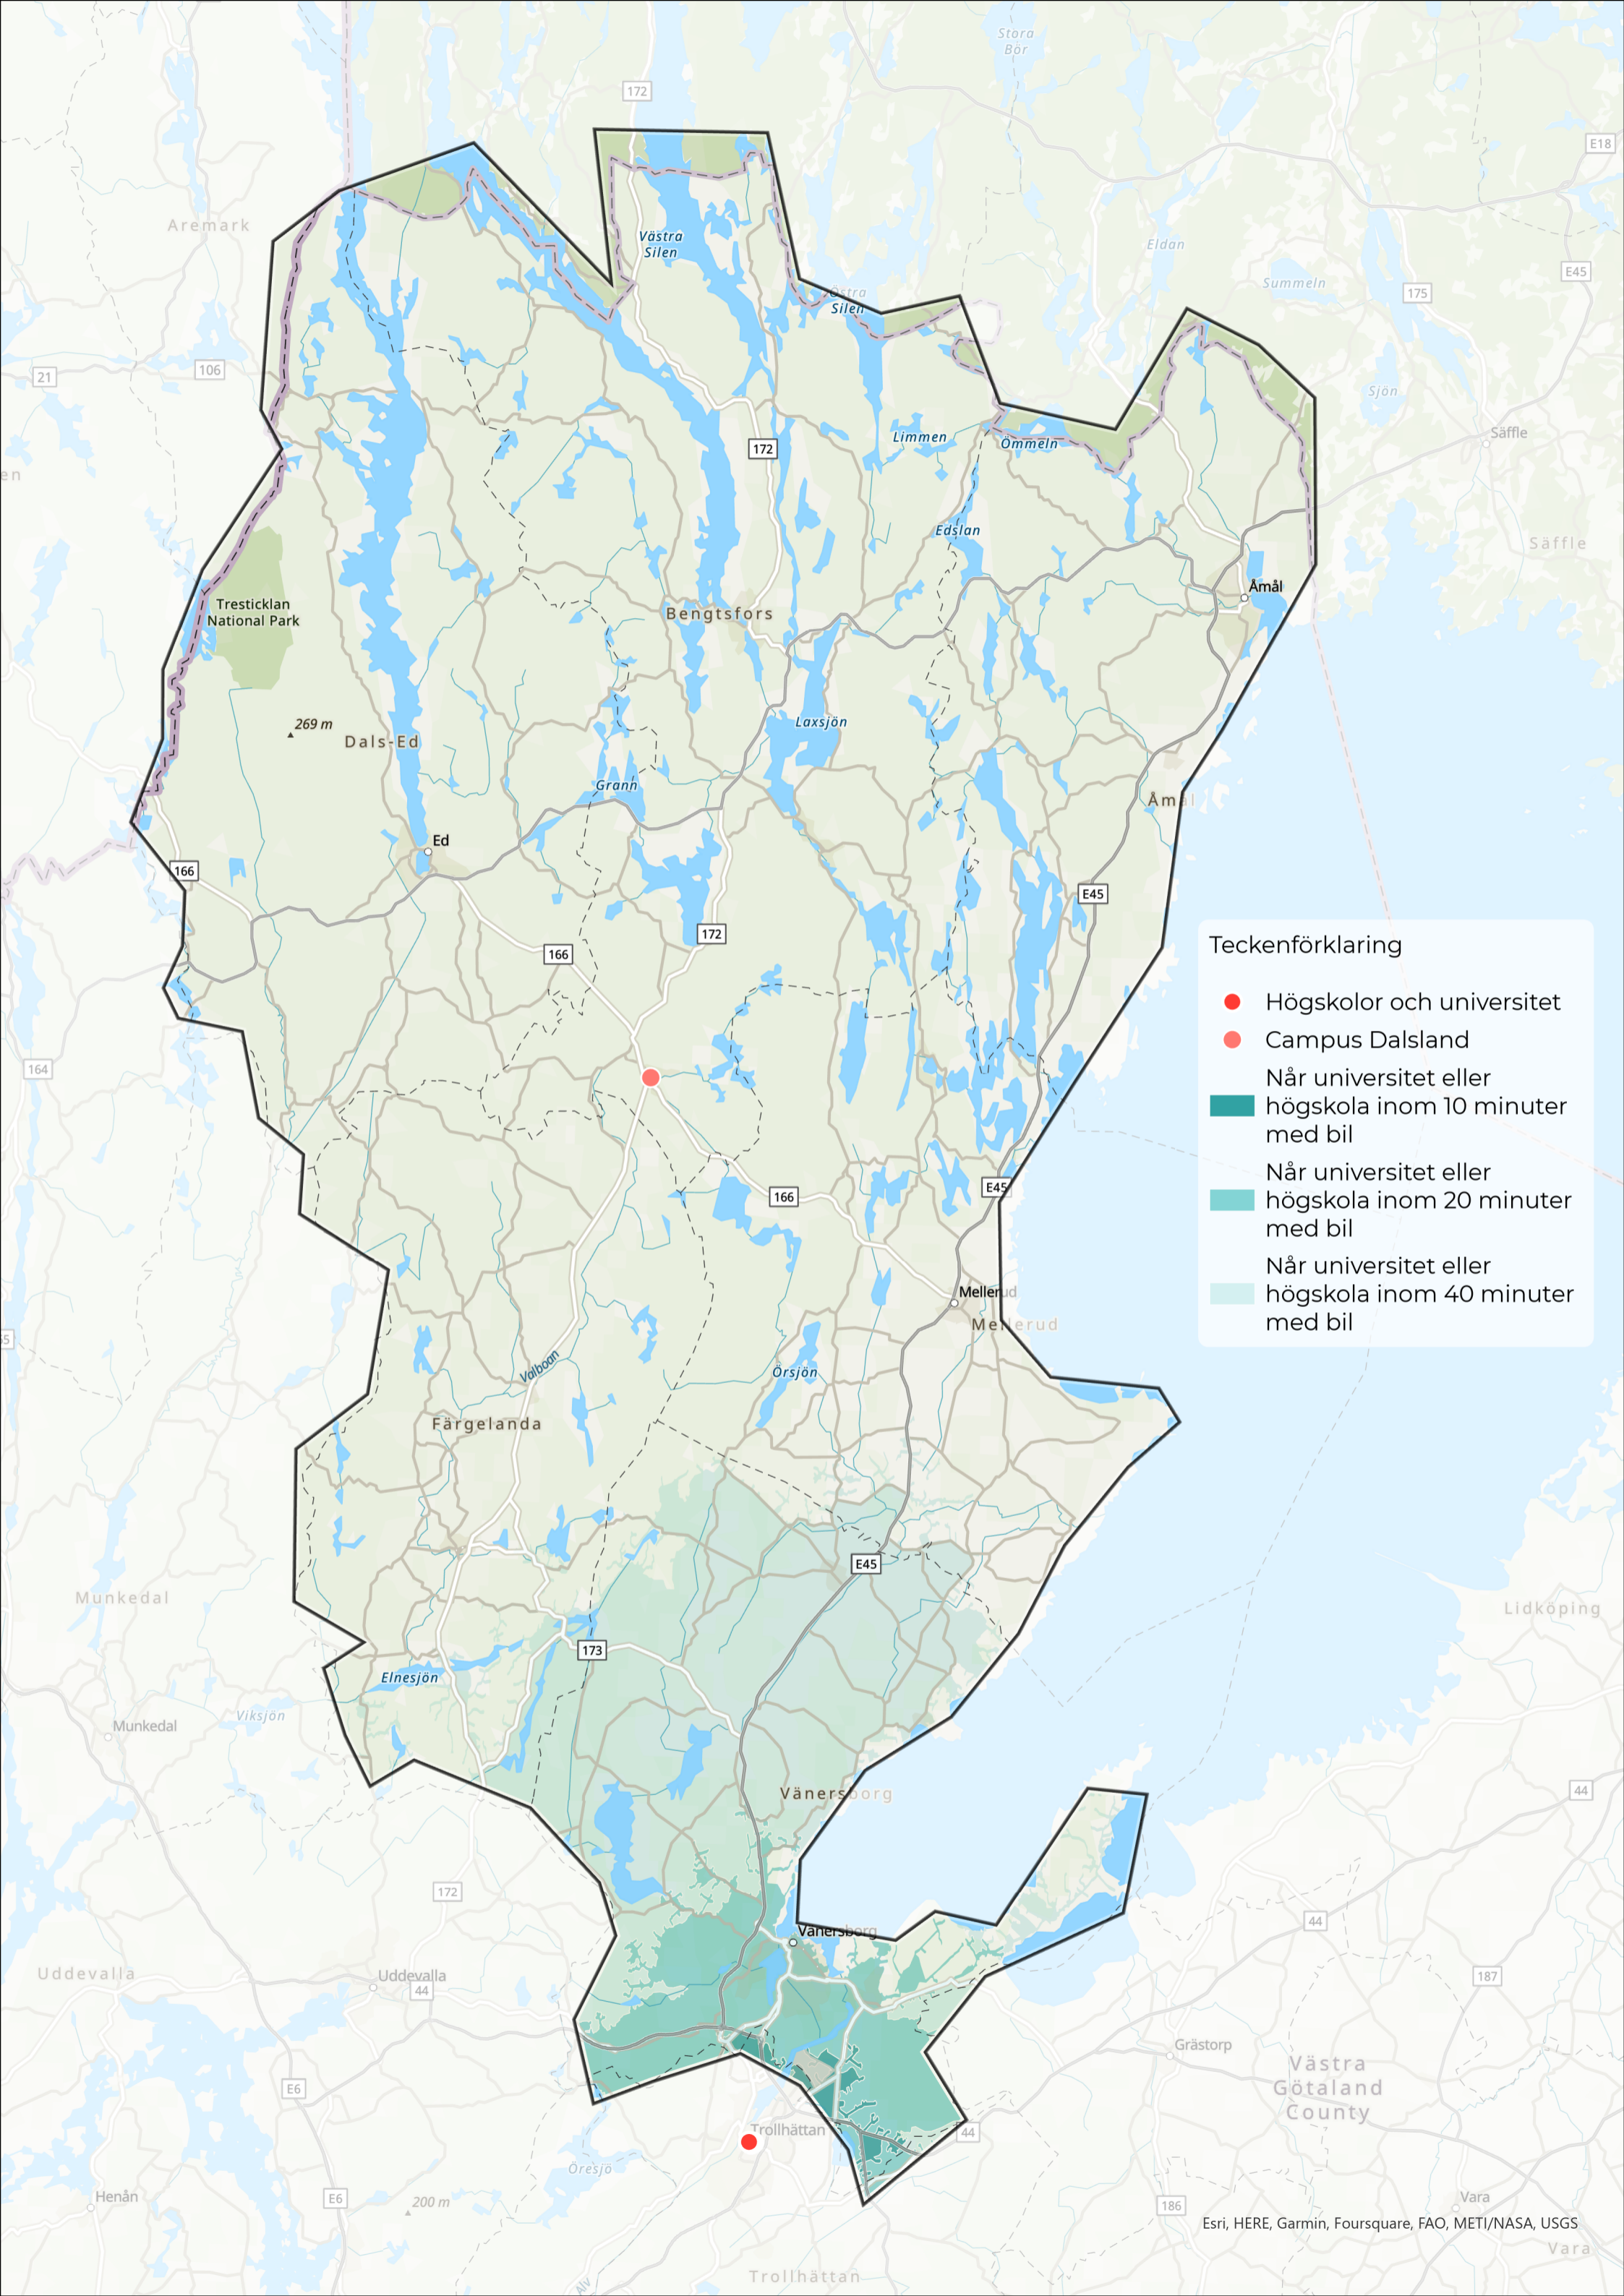 Stora
Bör
172
E18
Aremark
Västra
Silen
Eldan
E45
Summeln
175
Östra
Silen
106
21
Sjön
Säffle
Limmen
Ömmeln
172
en
Edslan
Säffle
Åmål
Tresticklan
National Park
Bengtsfors
269 m
Dals-Ed
Laxsjön
Grann
Åmål
Ed
166
E45
172
166
Teckenförklaring
Högskolor och universitet
Campus Dalsland
Når universitet eller
högskola inom 10 minuter
med bil
Når universitet eller
högskola inom 20 minuter
med bil
Når universitet eller
högskola inom 40 minuter
med bil
164
166
E45
Mellerud
Mellerud
Örsjön
Valboån
Färgelanda
E45
Munkedal
Lidköping
173
Elnesjön
Viksjön
Munkedal
Vänersborg
44
172
44
Vänersborg
Uddevalla
Uddevalla
44
187
Grästorp
Västra
Götaland
County
E6
Trollhättan
44
Öresjö
Henån
E6
200 m
186
Vara
Esri, HERE, Garmin, Foursquare, FAO, METI/NASA, USGS
Vara
Trollhättan
Älv